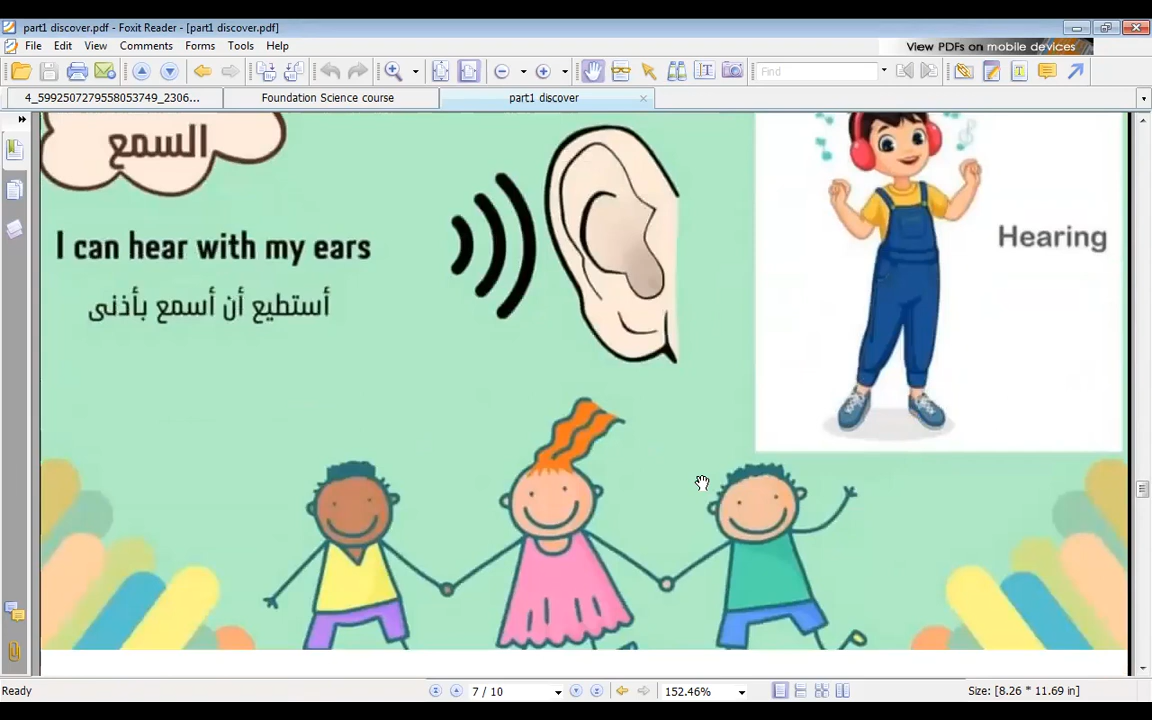 part1 discover.pdf - Foxit Reader - [part1 discover.pdf]
File Edit View Comments Forms Tools Help
View PDFs on mobile devices
Find
4_5992507279558053749_2306...
Foundation Science course
part1 discover
السمع
I can hear with my ears
أستطيع أن أسمع بأذنى
Hearing
Ready
7 / 10
152.46%
Size: [8.26 * 11.69 in]